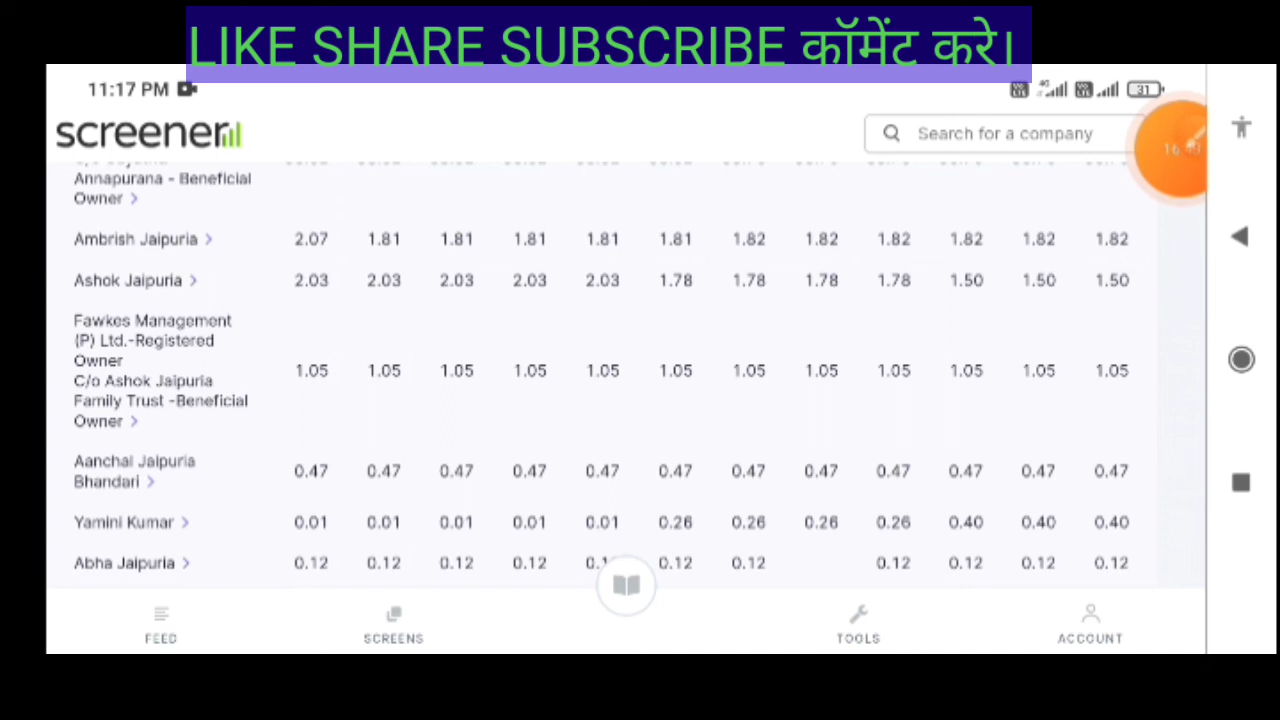 LIKE SHARE SUBSCRIBE कॉमेंट करे।
11:17 PM
4G
31
screener
Search for a company
Annapurana - Beneficial
Owner
Ambrish Jaipuria 2.07 1.81 1.81 1.81 1.81 1.81 1.82 1.82 1.82 1.82 1.82 1.82
Ashok Jaipuria 2.03 2.03 2.03 2.03 2.03 1.78 1.78 1.78 1.78 1.50 1.50 1.50
Fawkes Management
(P) Ltd.-Registered
Owner
C/o Ashok Jaipuria
Family Trust -Beneficial
Owner
1.05 1.05 1.05 1.05 1.05 1.05 1.05 1.05 1.05 1.05 1.05 1.05
Aanchal Jaipuria
Bhandari
0.47 0.47 0.47 0.47 0.47 0.47 0.47 0.47 0.47 0.47 0.47 0.47
Yamini Kumar 0.01 0.01 0.01 0.01 0.01 0.26 0.26 0.26 0.26 0.40 0.40 0.40
Abha Jaipuria 0.12 0.12 0.12 0.12 0.12 0.12 0.12 0.12 0.12 0.12
FEED SCREENS TOOLS ACCOUNT